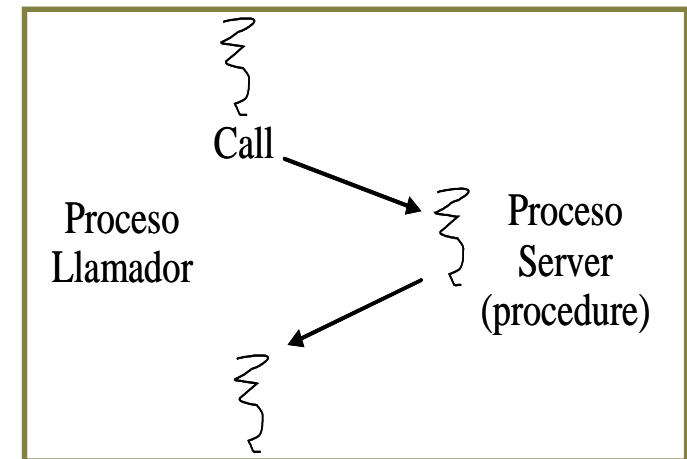 Call
Proceso
Llamador
Proceso
Server
(procedure)